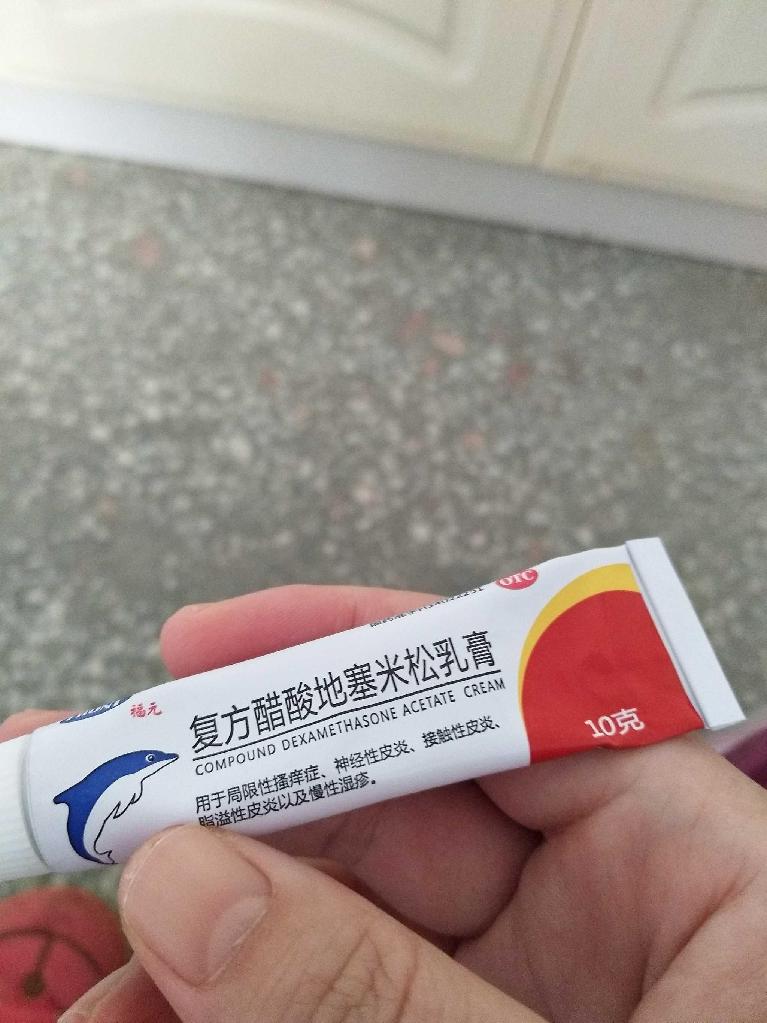 OTC
福元
复方醋酸地塞米松乳膏
COMPOUND DEXAMETHASONE ACETATE CREAM
用于局限性瘙痒症、神经性皮炎、接触性皮炎、
脂溢性皮炎以及慢性湿疹。
10克